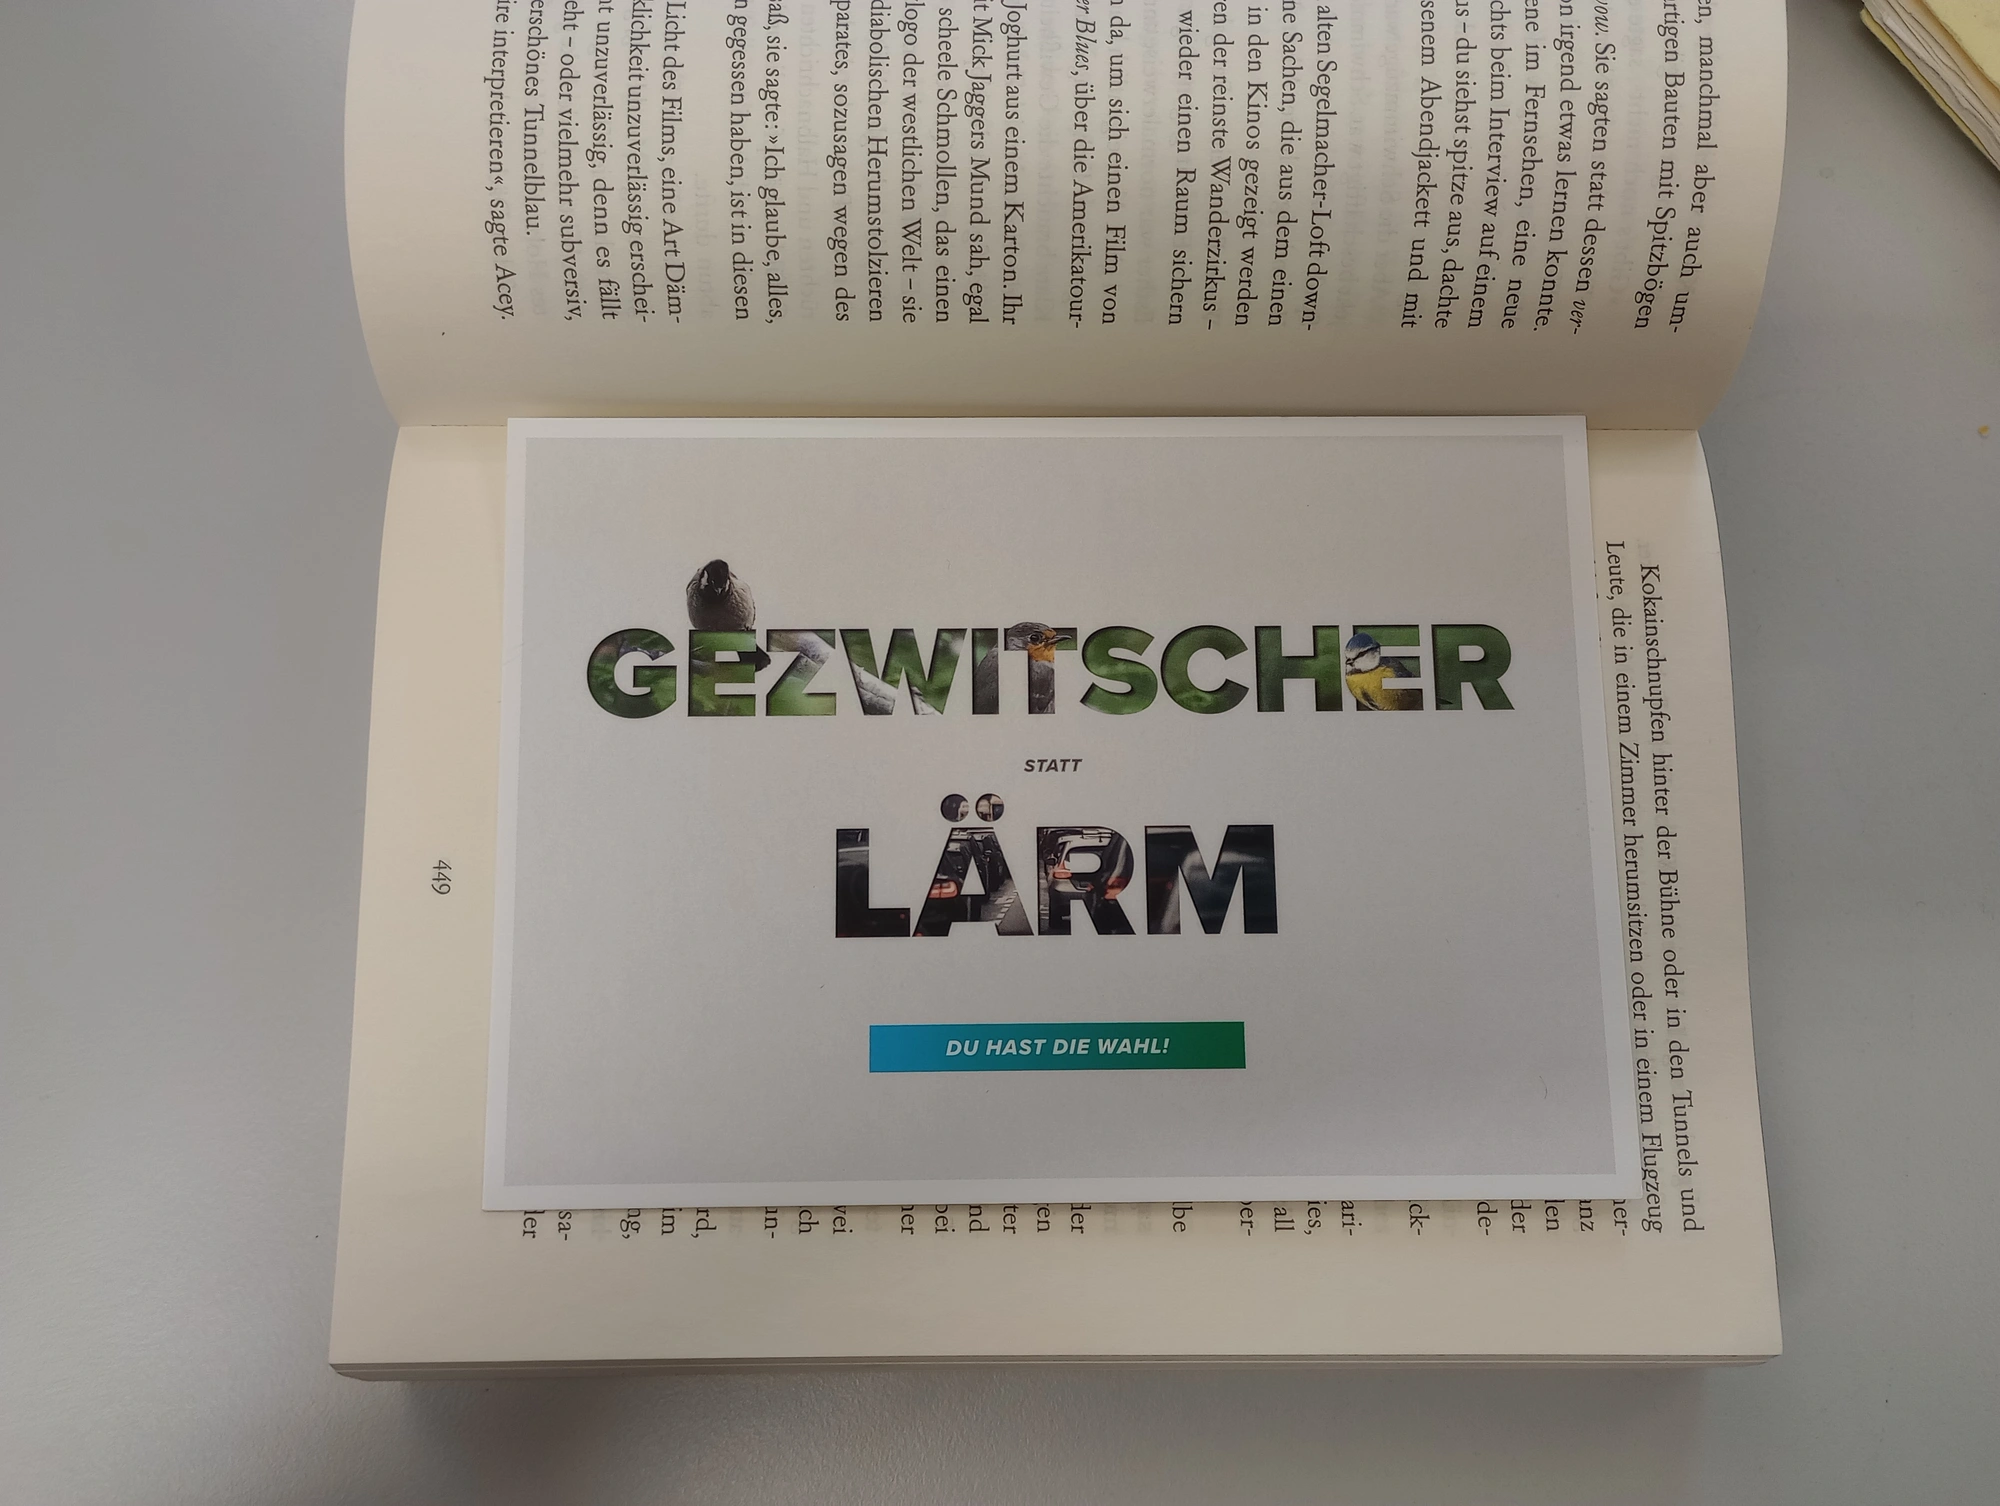 GEZWITSCHER
STATT
LÄRM
DU HAST DIE WAHL!
manchmal aber auch um-
Bauten mit Spitzbögen
Sie sagten statt dessen ver-
irgend etwas lernen konnte.
im Fernsehen, eine neue
beim Interview auf einem
– du siehst spitze aus, dachte
Abendjackett und mit
alten Segelmacher-Loft down-
Sachen, die aus dem einen
in den Kinos gezeigt werden
der reinste Wanderzirkus –
wieder einen Raum sichern
da, um sich einen Film von
Blues, über die Amerikatour-
Joghurt aus einem Karton. Ihr
Mick Jaggers Mund sah, egal
scheele Schmollen, das einen
der westlichen Welt – sie
diabolischen Herumstolzieren
sozusagen wegen des
sie sagte: »Ich glaube, alles,
gegessen haben, ist in diesen
Licht des Films, eine Art Däm-
unzuverlässig erschei-
unzuverlässig, denn es fällt
– oder vielmehr subversiv,
Tunnelblau.
interpretieren«, sagte Acey.
Kokainschnupfen hinter der Bühne oder in den Tunnels und
Leute, die in einem Zimmer herumsitzen oder in einem Flugzeug
449